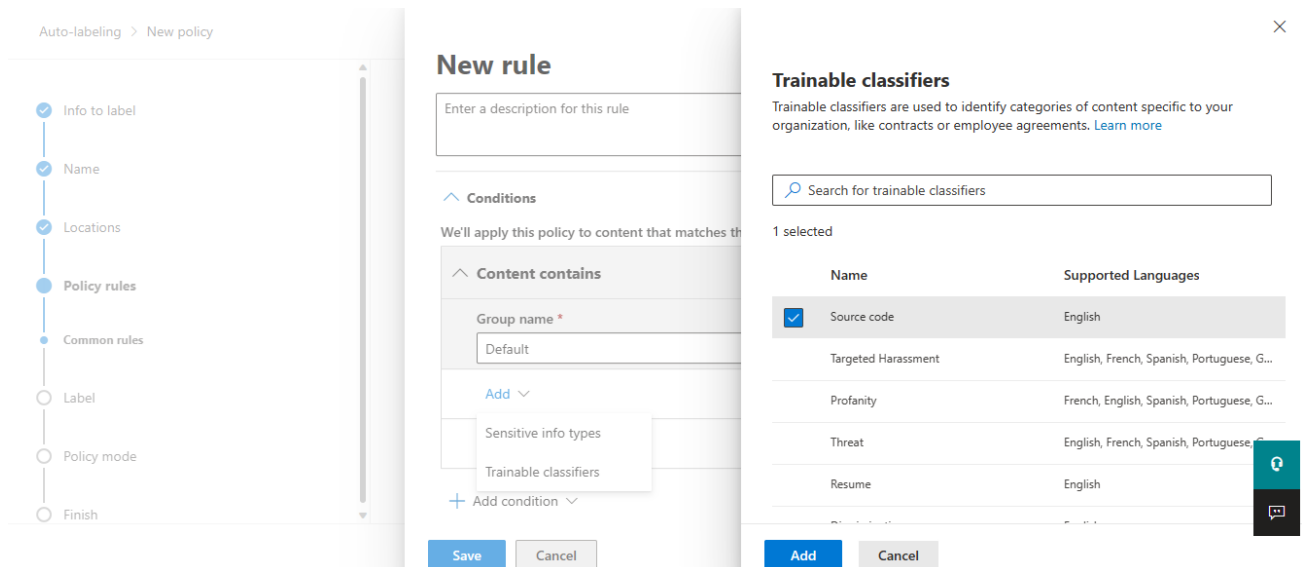 Auto-labeling > New policy
Info to label
Name
Locations
Policy rules
Common rules
Label
Policy mode
Finish
New rule
Enter a description for this rule
Conditions
We'll apply this policy to content that matches th
Content contains
Group name *
Default
Add
Sensitive info types
Trainable classifiers
Add condition
Save Cancel
Trainable classifiers
Trainable classifiers are used to identify categories of content specific to your
organization, like contracts or employee agreements. Learn more
Search for trainable classifiers
1 selected
Name Supported Languages
Source code English
Targeted Harassment English, French, Spanish, Portuguese, G...
Profanity French, English, Spanish, Portuguese, G...
Threat English, French, Spanish, Portuguese,
Resume English
Add Cancel